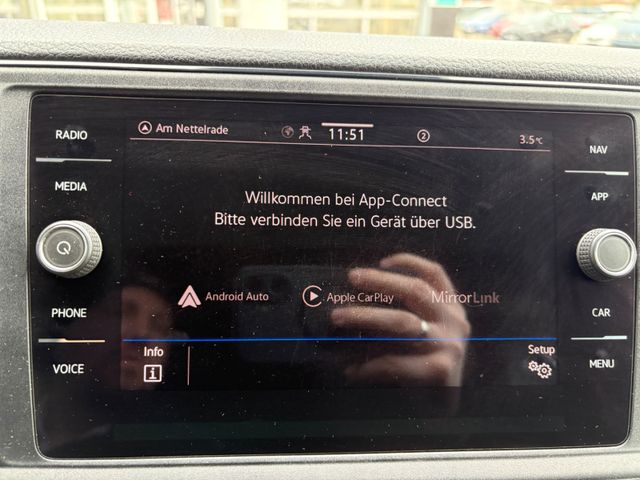 RADIO
MEDIA
PHONE
VOICE
Am Nettelrade
11:51
2
3.5°C
Willkommen bei App-Connect
Bitte verbinden Sie ein Gerät über USB.
Android Auto
Apple CarPlay
MirrorLink
Info
i
Setup
NAV
APP
CAR
MENU